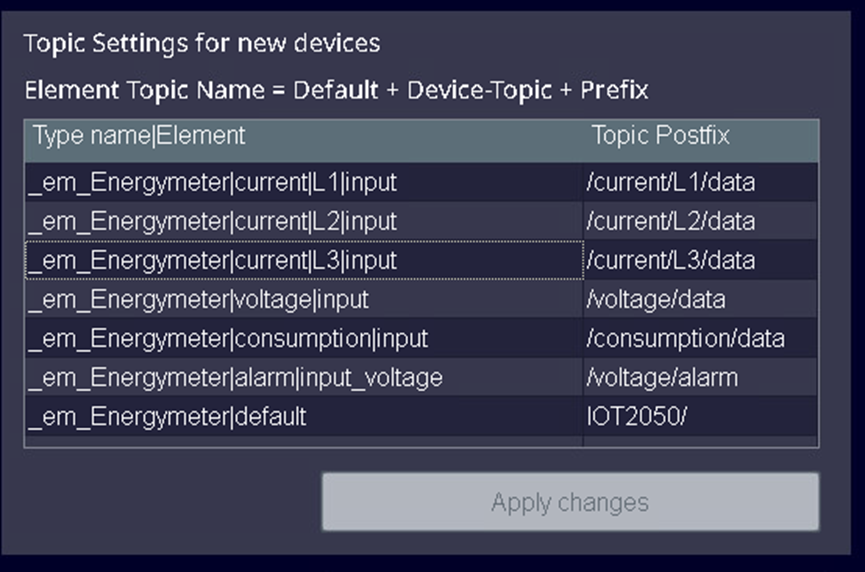 Topic Settings for new devices
Element Topic Name = Default + Device-Topic + Prefix
Type name|Element Topic Postfix
_em_Energymeter|current|L1|input /current/L1/data
_em_Energymeter|current|L2|input /current/L2/data
_em_Energymeter|current|L3|input /current/L3/data
_em_Energymeter|voltage|input /voltage/data
_em_Energymeter|consumption|input /consumption/data
_em_Energymeter|alarm|input_voltage /voltage/alarm
_em_Energymeter|default IOT2050/
Apply changes